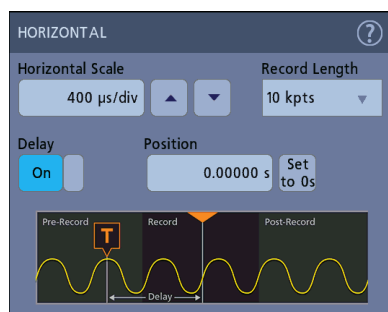 HORIZONTAL ?
Horizontal Scale Record Length
400 µs/div 10 kpts
Delay Position
On 0.00000 s Set to 0s
Pre-Record Record Post-Record
T
Delay